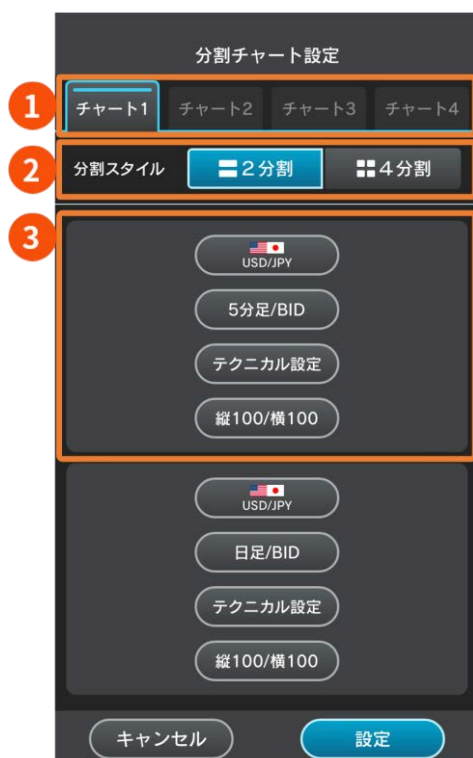 分割チャート設定
1
チャート1 チャート2 チャート3 チャート4
2
分割スタイル 2分割 4分割
3
USD/JPY
5分足/BID
テクニカル設定
縦100/横100
USD/JPY
日足/BID
テクニカル設定
縦100/横100
キャンセル 設定